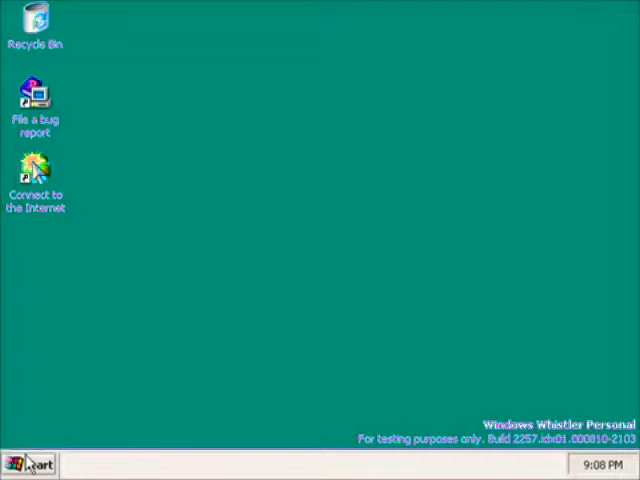 Recycle Bin
File a bug
report
Connect to
the Internet
Windows Whistler Personal
For testing purposes only. Build 2257.idx01.000810-2103
9:08 PM